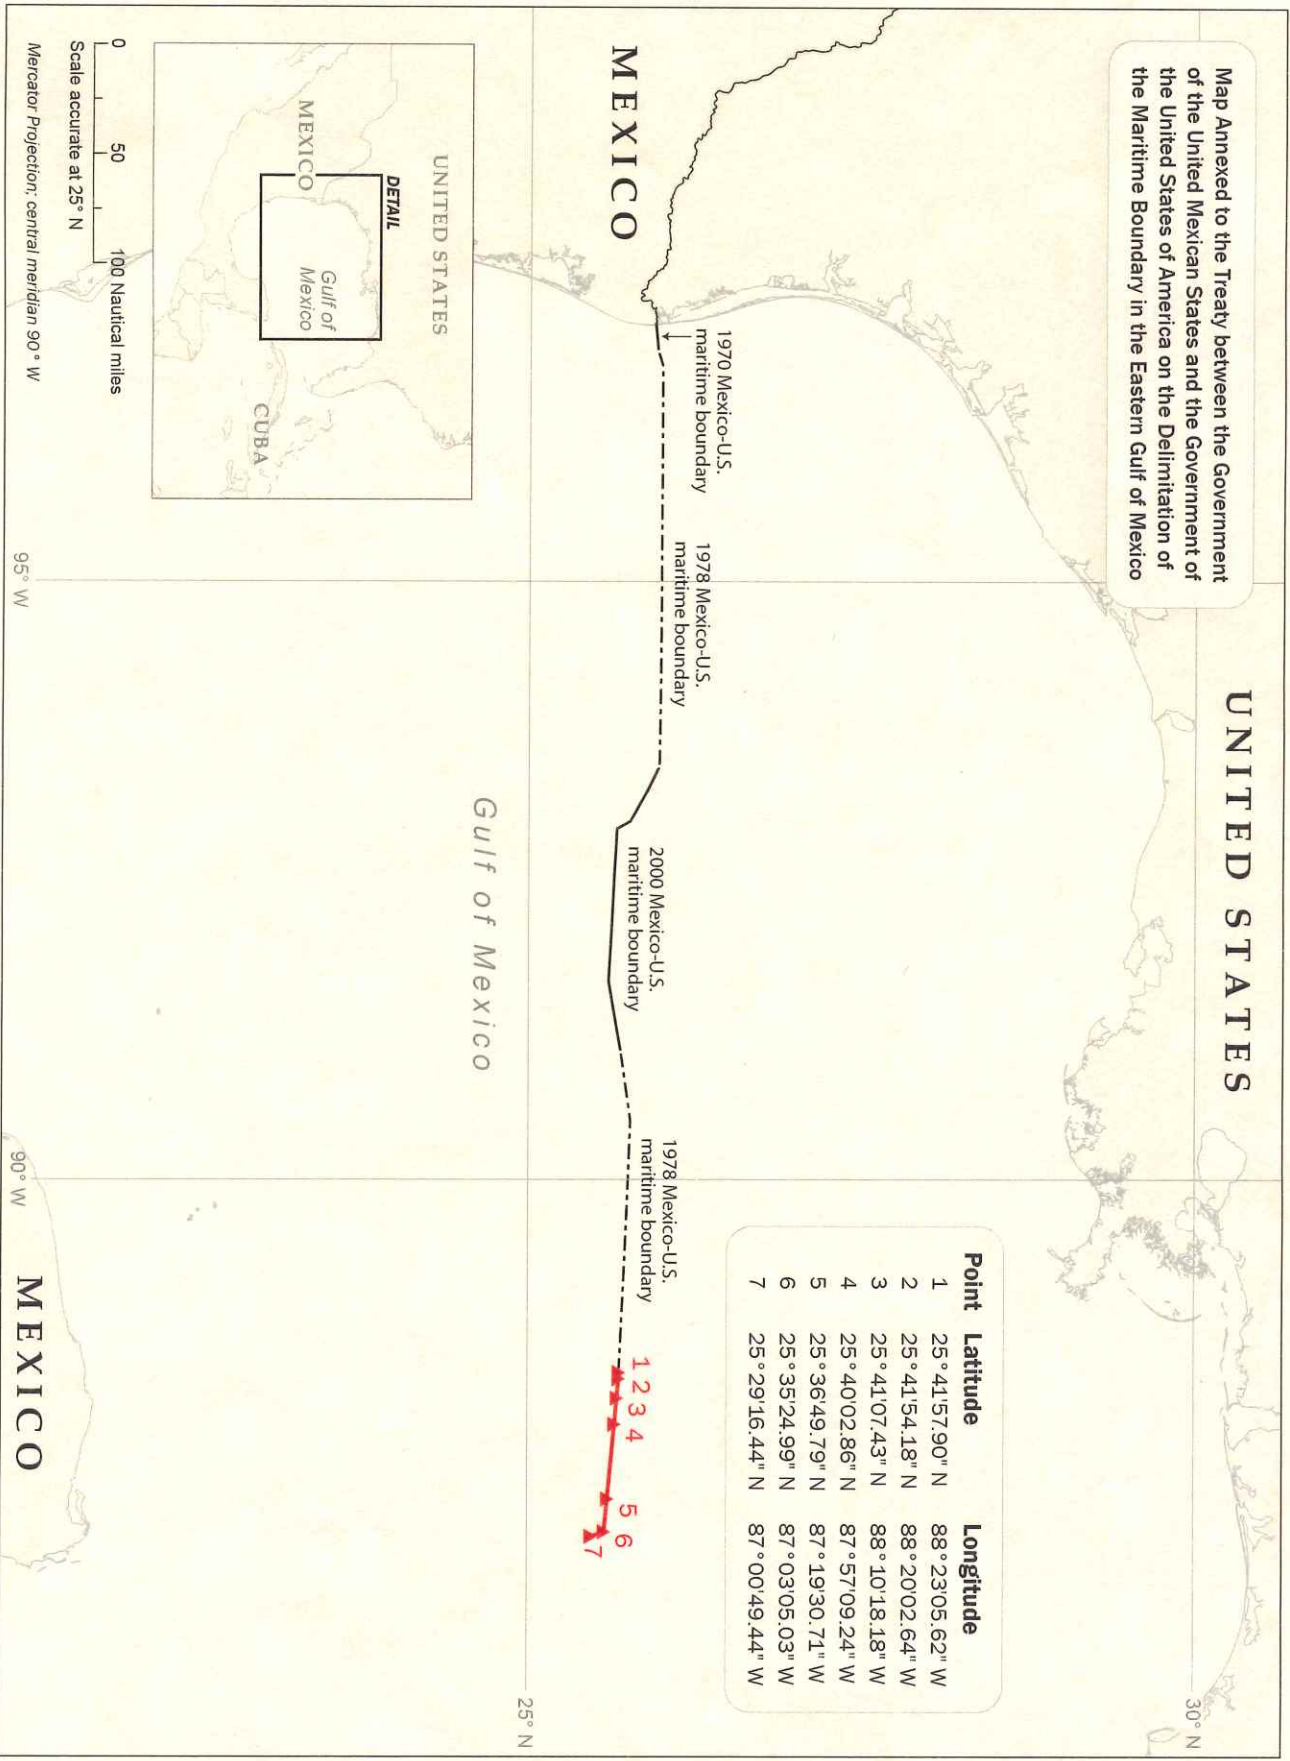 Map Annexed to the Treaty between the Government
of the United Mexican States and the Government of
the United States of America on the Delimitation of
the Maritime Boundary in the Eastern Gulf of Mexico
UNITED STATES
30° N
Point Latitude Longitude
1 25°41'57.90" N 88°23'05.62" W
2 25°41'54.18" N 88°20'02.64" W
3 25°41'07.43" N 88°10'18.18" W
4 25°40'02.86" N 87°57'09.24" W
5 25°36'49.79" N 87°19'30.71" W
6 25°35'24.99" N 87°03'05.03" W
7 25°29'16.44" N 87°00'49.44" W
MEXICO
1970 Mexico-U.S.
maritime boundary
1978 Mexico-U.S.
maritime boundary
2000 Mexico-U.S.
maritime boundary
1978 Mexico-U.S.
maritime boundary
1 2 3 4 5 6
7
25° N
Gulf of Mexico
UNITED STATES
DETAIL
MEXICO
Gulf of
Mexico
CUBA
0 50 100 Nautical miles
Scale accurate at 25° N
Mercator Projection; central meridian 90° W
95° W
90° W
MEXICO